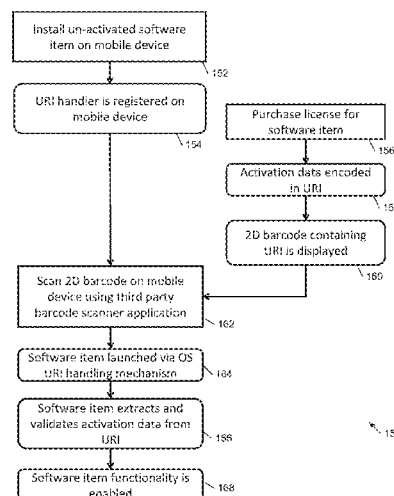 Install un-activated software
item on mobile device
152
URI handler is registered on
mobile device
154
Purchase license for
software item
156
Activation data encoded
in URI
15
2D barcode containing
URI is displayed
160
Scan 2D barcode on mobile
device using third party
barcode scanner application
162
Software item launched via OS
URI handling mechanism
164
Software item extracts and
validates activation data from
URI
166
15
Software item functionality is
enabled
168